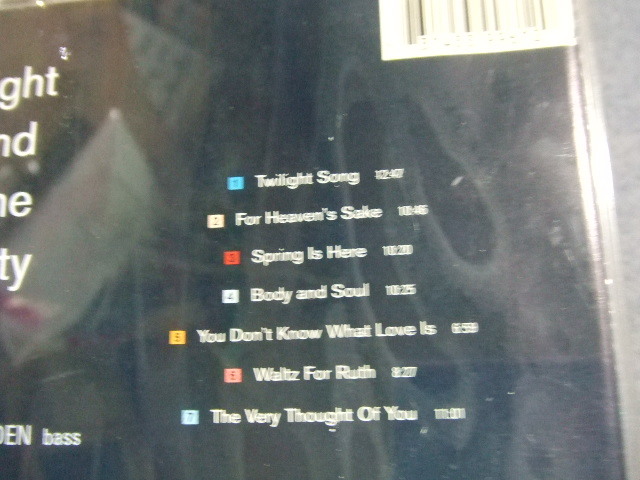 ght
nd
ne
ty
1 Twilight Song 12:47
2 For Heaven's Sake 10:46
3 Spring Is Here 10:20
4 Body and Soul 10:25
5 You Don't Know What Love Is 6:59
6 Waltz For Ruth 8:27
7 The Very Thought Of You
DEN bass